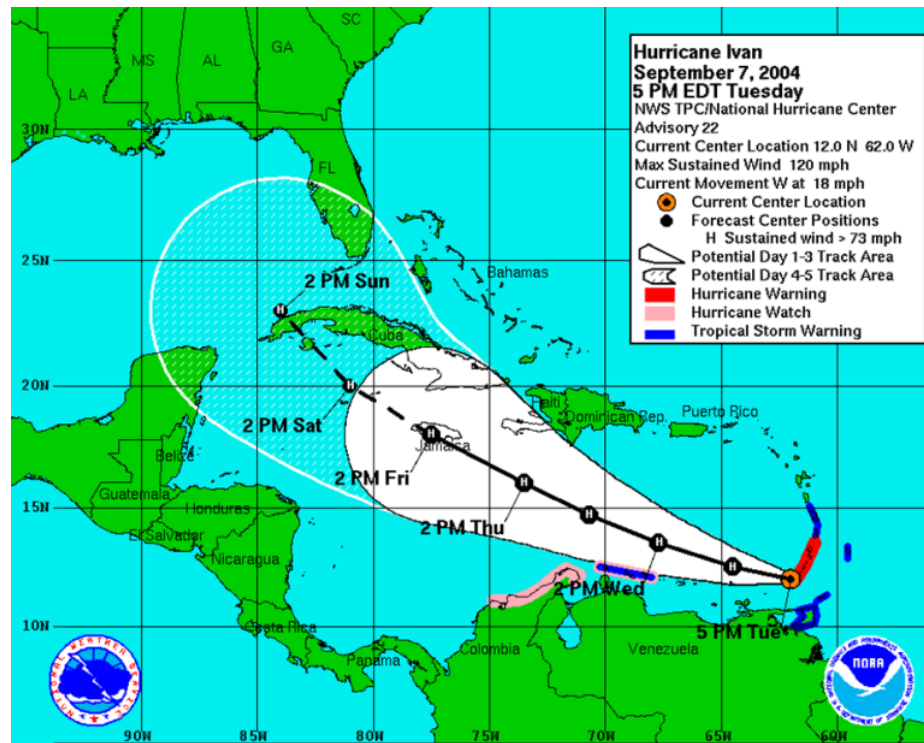 SC
MS
AL
GA
LA
30N
FL
25N
20N
15N
10N
90W
85W
80W
75W
70W
65W
60W
Hurricane Ivan
September 7, 2004
5 PM EDT Tuesday
NWS TPC/National Hurricane Center
Advisory 22
Current Center Location 12.0 N 62.0 W
Max Sustained Wind 120 mph
Current Movement W at 18 mph
Current Center Location
Forecast Center Positions
H Sustained wind > 73 mph
Potential Day 1-3 Track Area
Potential Day 4-5 Track Area
Hurricane Warning
Hurricane Watch
Tropical Storm Warning
Bahamas
2 PM Sun
Cuba
2 PM Sat
Haiti
Dominican Rep.
Puerto Rico
Jamaica
2 PM Fri
Belize
Guatemala
Honduras
El Salvador
Nicaragua
2 PM Thu
2 PM Wed
5 PM Tue
Costa Rica
Panama
Colombia
Venezuela
H
H
H
H
H
H
H
NATIONAL WEATHER SERVICE
NOAA